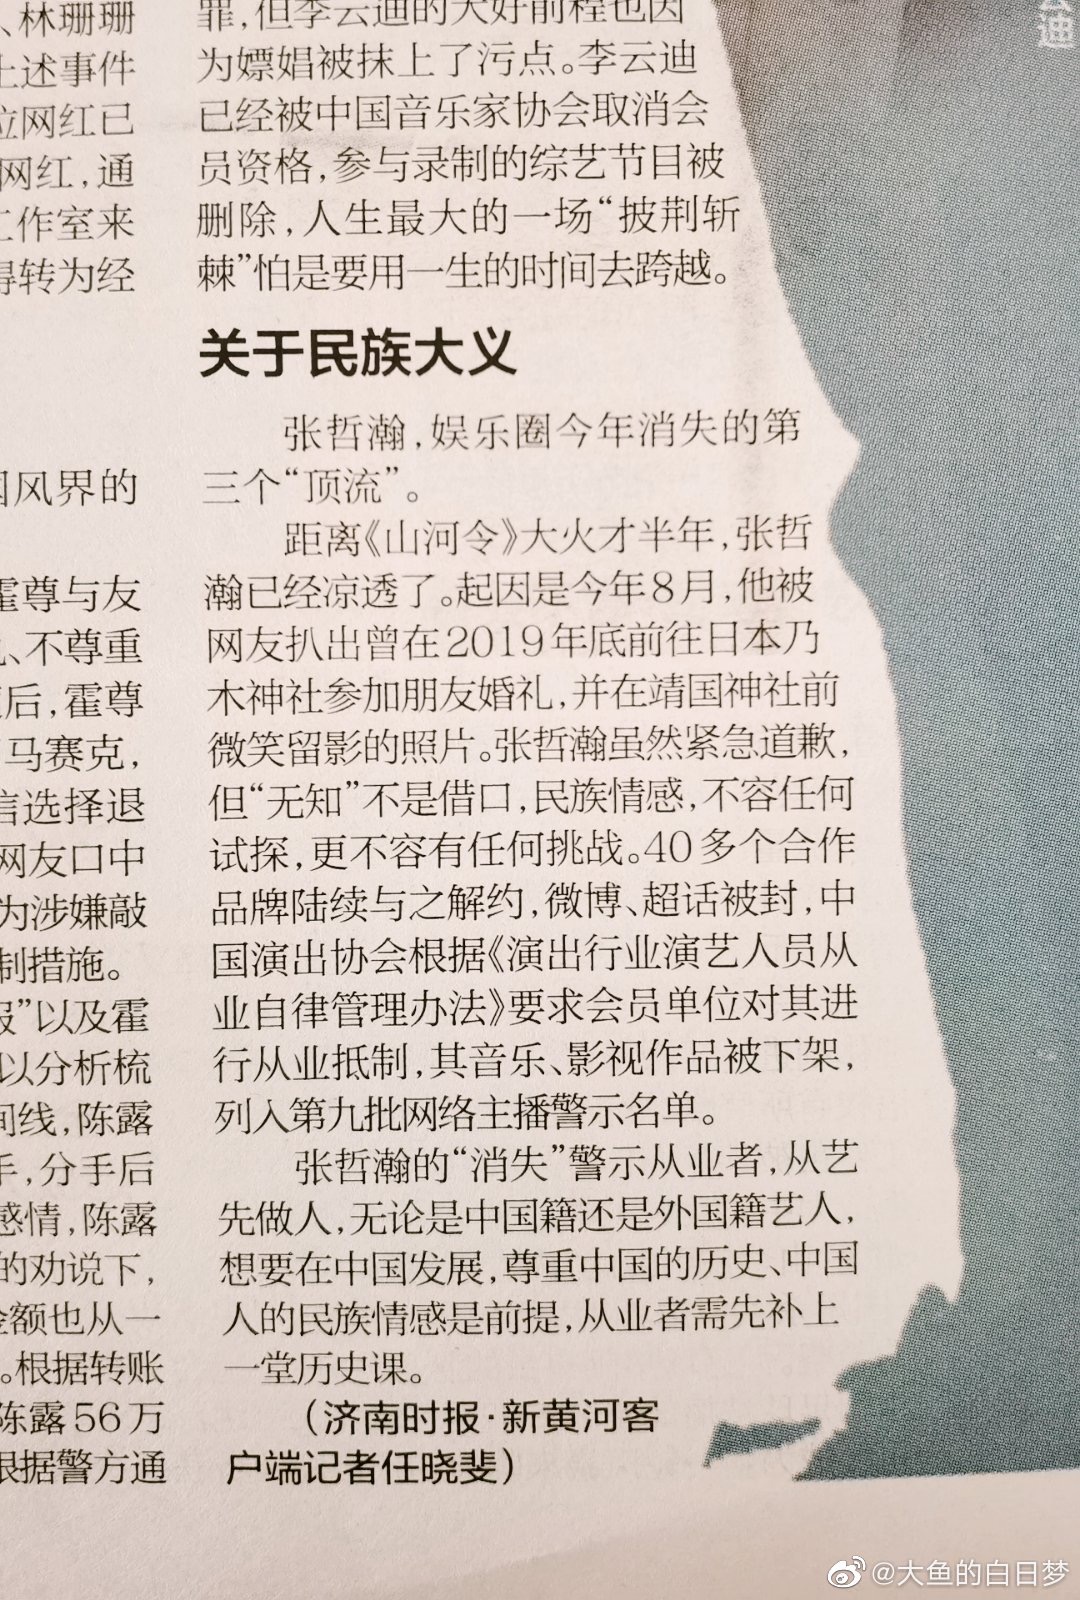 、林珊珊
上述事件
位网红已
网红，通
工作室来
得转为经
国风界的
霍尊与友
、不尊重
后，霍尊
马赛克，
信选择退
网友口中
为涉嫌敲
制措施。
报”以及霍
以分析梳
间线，陈露
手，分手后
感情，陈露
的劝说下，
金额也从一
。根据转账
陈露56万
根据警方通
罪，但李云迪的大好前程也因
为嫖娼被抹上了污点。李云迪
已经被中国音乐家协会取消会
员资格，参与录制的综艺节目被
删除，人生最大的一场“披荆斩
棘”怕是要用一生的时间去跨越。
关于民族大义
张哲瀚，娱乐圈今年消失的第
三个“顶流”。
距离《山河令》大火才半年，张哲
瀚已经凉透了。起因是今年8月，他被
网友扒出曾在2019年底前往日本乃
木神社参加朋友婚礼，并在靖国神社前
微笑留影的照片。张哲瀚虽然紧急道歉，
但“无知”不是借口，民族情感，不容任何
试探，更不容有任何挑战。40多个合作
品牌陆续与之解约，微博、超话被封，中
国演出协会根据《演出行业演艺人员从
业自律管理办法》要求会员单位对其进
行从业抵制，其音乐、影视作品被下架，
列入第九批网络主播警示名单。
张哲瀚的“消失”警示从业者，从艺
先做人，无论是中国籍还是外国籍艺人，
想要在中国发展，尊重中国的历史、中国
人的民族情感是前提，从业者需先补上
一堂历史课。
（济南时报·新黄河客
户端记者任晓斐）
迪
@大鱼的白日梦